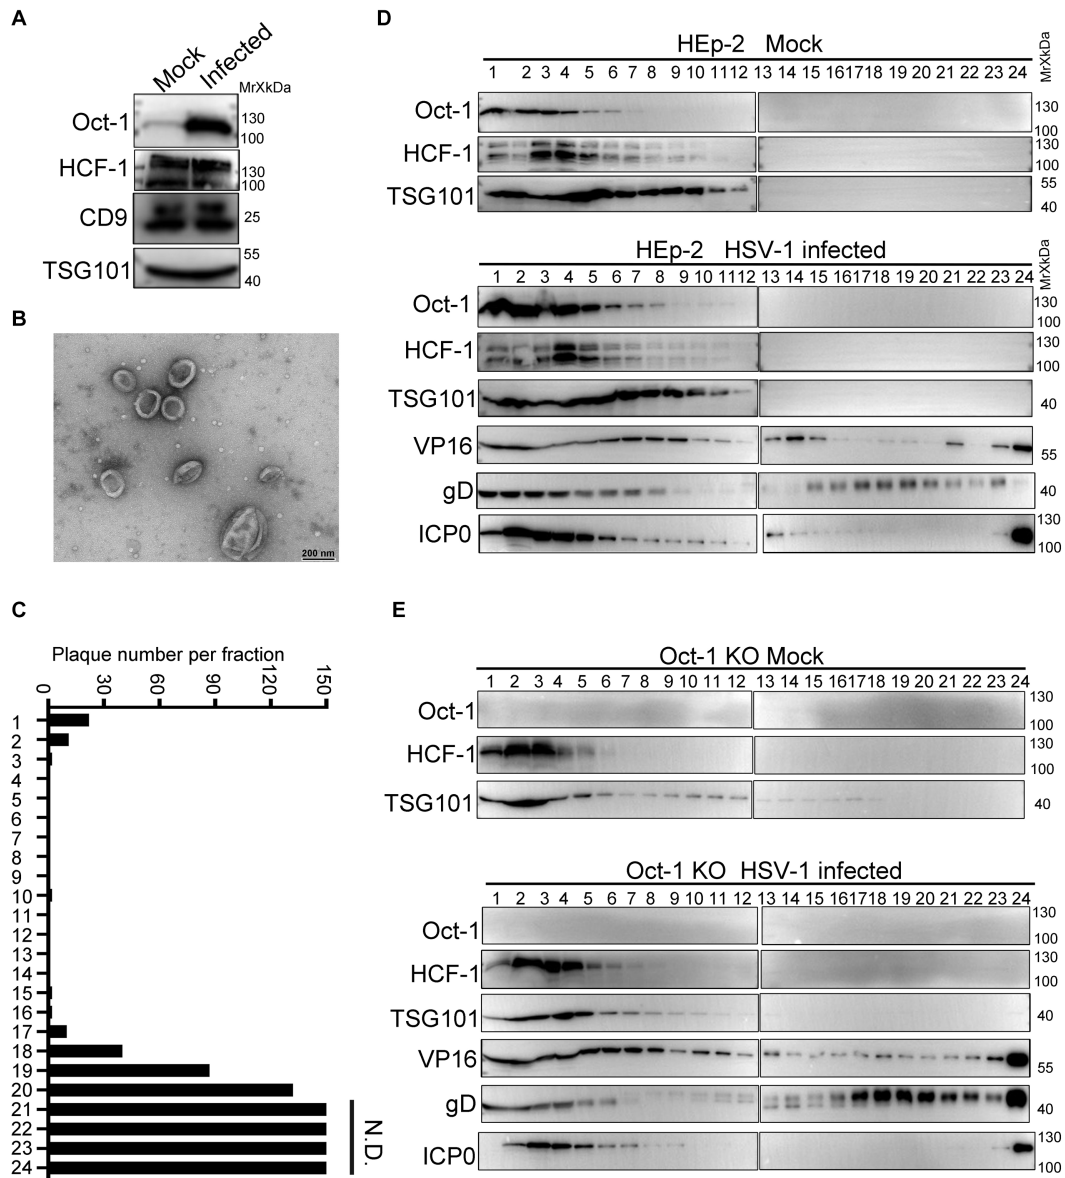 A
Mock
Infected
MrXkDa
Oct-1
130
100
HCF-1
130
100
CD9
25
TSG101
55
40
B
200 nm
C
Plaque number per fraction
0 30 60 90 120 150
1
2
3
4
5
6
7
8
9
10
11
12
13
14
15
16
17
18
19
20
21
22
23
24
N.D.
D
HEp-2 Mock
MrXkDa
1 2 3 4 5 6 7 8 9 10 11 12 13 14 15 16 17 18 19 20 21 22 23 24
Oct-1
130
100
HCF-1
130
100
TSG101
55
40
HEp-2 HSV-1 infected
MrXkDa
1 2 3 4 5 6 7 8 9 10 11 12 13 14 15 16 17 18 19 20 21 22 23 24
Oct-1
130
100
HCF-1
130
100
TSG101
40
VP16
55
gD
40
ICP0
130
100
E
Oct-1 KO Mock
1 2 3 4 5 6 7 8 9 10 11 12 13 14 15 16 17 18 19 20 21 22 23 24
Oct-1
130
100
HCF-1
130
100
TSG101
40
Oct-1 KO HSV-1 infected
1 2 3 4 5 6 7 8 9 10 11 12 13 14 15 16 17 18 19 20 21 22 23 24
Oct-1
130
100
HCF-1
130
100
TSG101
40
VP16
55
gD
40
ICP0
130
100